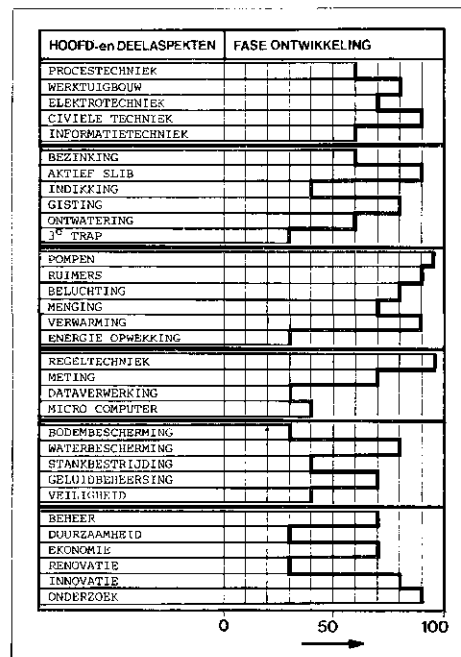 HOOFD-en DEELASPEKTEN FASE ONTWIKKELING
PROCESTECHNIEK
WERKTUIGBOUW
ELEKTROTECHNIEK
CIVIELE TECHNIEK
INFORMATIETECHNIEK
BEZINKING
AKTIEF SLIB
INDIKKING
GISTING
ONTWATERING
3e TRAP
POMPEN
RUIMERS
BELUCHTING
MENGING
VERWARMING
ENERGIE OPWEKKING
REGELTECHNIEK
METING
DATAVERWERKING
MICRO COMPUTER
BODEMBESCHERMING
WATERBESCHERMING
STANKBESTRIJDING
GELUIDBEHEERSING
VEILIGHEID
BEHEER
DUURZAAMHEID
EKONOMIE
RENOVATIE
INNOVATIE
ONDERZOEK
0 50 100